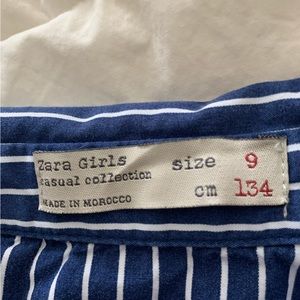 Zara Girls size 9
casual collection cm 134
MADE IN MOROCCO